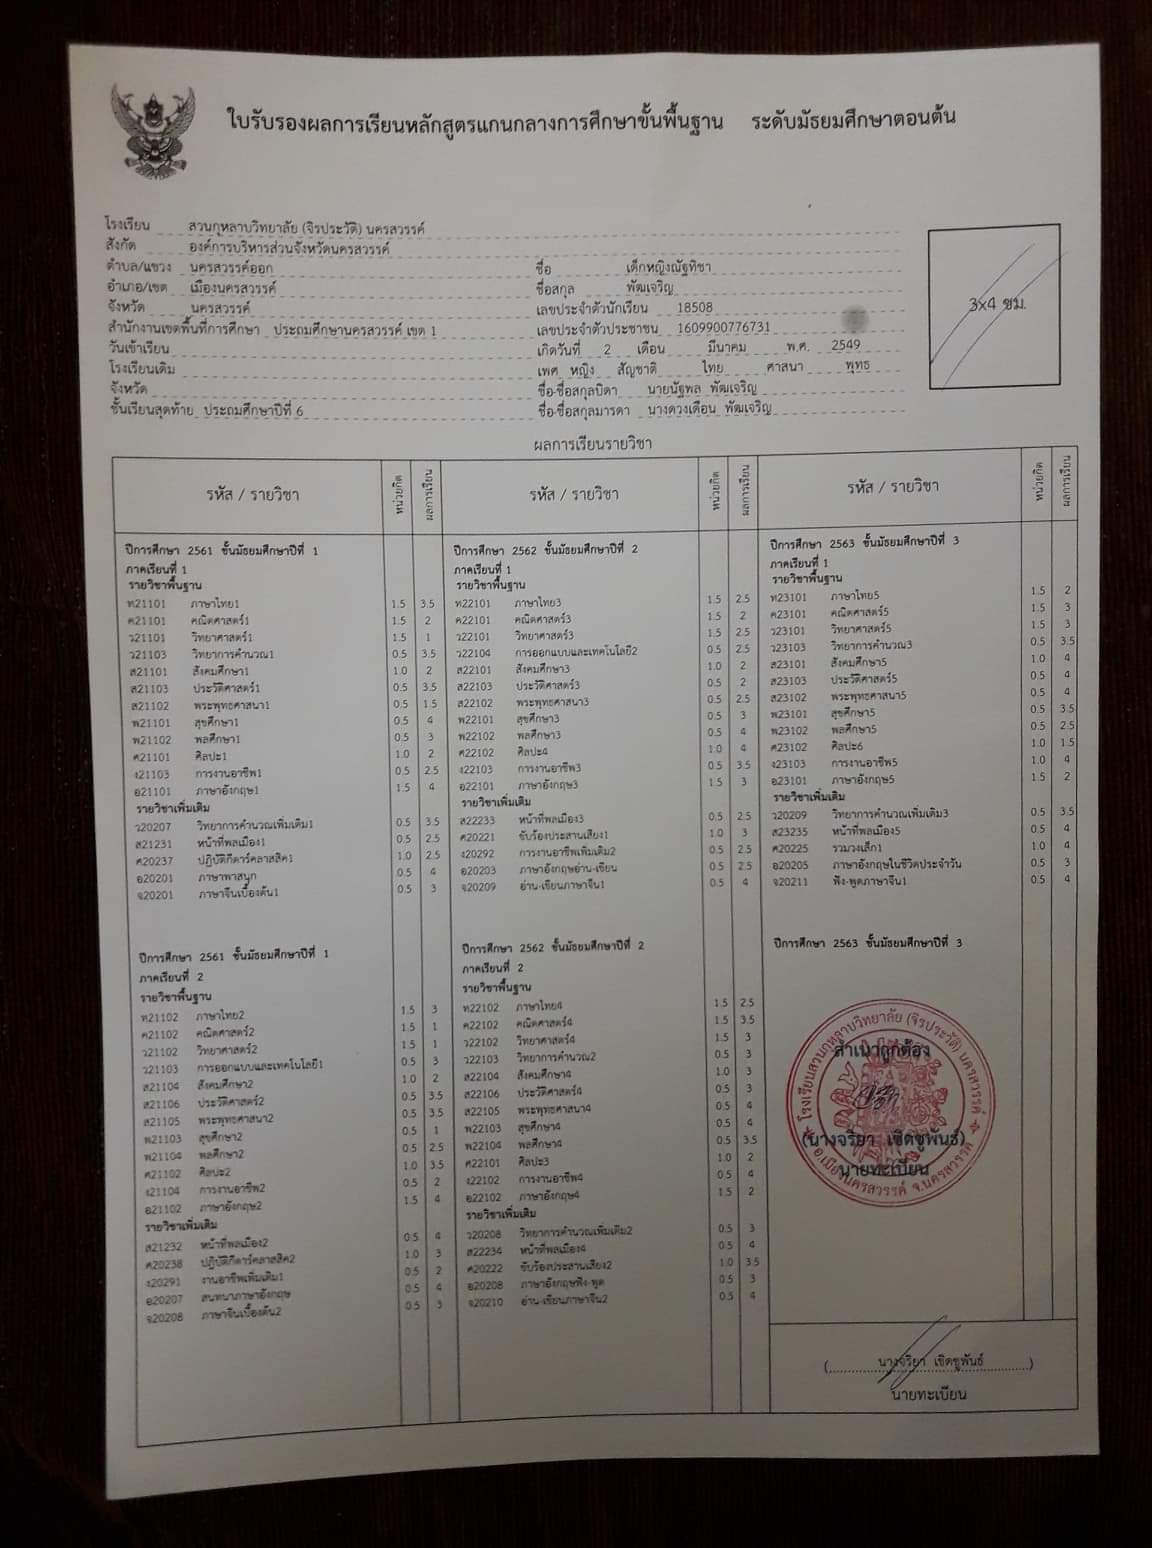 ใบรับรองผลการเรียนหลักสูตรแกนกลางการศึกษาขั้นพื้นฐาน ระดับมัธยมศึกษาตอนต้น
โรงเรียน สวนกุหลาบวิทยาลัย (จิรประวัติ) นครสวรรค์
สังกัด องค์การบริหารส่วนจังหวัดนครสวรรค์
ตำบล/แขวง นครสวรรค์ออก
อำเภอ/เขต เมืองนครสวรรค์
จังหวัด นครสวรรค์
สำนักงานเขตพื้นที่การศึกษา ประถมศึกษานครสวรรค์ เขต 1
วันเข้าเรียน
โรงเรียนเดิม
จังหวัด
ชั้นเรียนสุดท้าย ประถมศึกษาปีที่ 6
ชื่อ เด็กหญิงณัฐทิชา
ชื่อสกุล พัฒเจริญ
เลขประจำตัวนักเรียน 18508
เลขประจำตัวประชาชน 1609900776731
เกิดวันที่ 2 เดือน มีนาคม พ.ศ. 2549
เพศ หญิง สัญชาติ ไทย ศาสนา พุทธ
ชื่อ-ชื่อสกุลบิดา นายนัฐพล พัฒเจริญ
ชื่อ-ชื่อสกุลมารดา นางดวงเดือน พัฒเจริญ
3x4 ซม.
ผลการเรียนรายวิชา
รหัส / รายวิชา หน่วยกิต ผลการเรียน
ปีการศึกษา 2561 ชั้นมัธยมศึกษาปีที่ 1
ภาคเรียนที่ 1
รายวิชาพื้นฐาน
ท21101 ภาษาไทย1 1.5 3.5
ค21101 คณิตศาสตร์1 1.5 2
ว21101 วิทยาศาสตร์1 1.5 1
ว21103 วิทยาการคำนวณ1 0.5 3.5
ส21101 สังคมศึกษา1 1.0 2
ส21103 ประวัติศาสตร์1 0.5 3.5
ส21102 พระพุทธศาสนา1 0.5 1.5
พ21101 สุขศึกษา1 0.5 4
พ21102 พลศึกษา1 0.5 3
ศ21101 ศิลปะ1 1.0 2
ง21103 การงานอาชีพ1 0.5 2.5
อ21101 ภาษาอังกฤษ1 1.5 4
รายวิชาเพิ่มเติม
ว20207 วิทยาการคำนวณเพิ่มเติม1 0.5 3.5
ส21231 หน้าที่พลเมือง1 0.5 2.5
ศ20237 ปฏิบัติกีตาร์คลาสสิค1 1.0 2.5
อ20201 ภาษาพาสนุก 0.5 4
จ20201 ภาษาจีนเบื้องต้น1 0.5 3
ปีการศึกษา 2561 ชั้นมัธยมศึกษาปีที่ 1
ภาคเรียนที่ 2
รายวิชาพื้นฐาน
ท21102 ภาษาไทย2 1.5 3
ค21102 คณิตศาสตร์2 1.5 1
ว21102 วิทยาศาสตร์2 1.5 1
ว21103 การออกแบบและเทคโนโลยี1 0.5 3
ส21104 สังคมศึกษา2 1.0 2
ส21106 ประวัติศาสตร์2 0.5 3.5
ส21105 พระพุทธศาสนา2 0.5 3.5
พ21103 สุขศึกษา2 0.5 1
พ21104 พลศึกษา2 0.5 2.5
ศ21102 ศิลปะ2 1.0 3.5
ง21104 การงานอาชีพ2 0.5 2
อ21102 ภาษาอังกฤษ2 1.5 4
รายวิชาเพิ่มเติม
ส21232 หน้าที่พลเมือง2 0.5 4
ศ20238 ปฏิบัติกีตาร์คลาสสิค2 1.0 3
ง20291 งานอาชีพเพิ่มเติม1 0.5 2
อ20207 สนทนาภาษาอังกฤษ 0.5 4
จ20208 ภาษาจีนเบื้องต้น2 0.5 3
รหัส / รายวิชา หน่วยกิต ผลการเรียน
ปีการศึกษา 2562 ชั้นมัธยมศึกษาปีที่ 2
ภาคเรียนที่ 1
รายวิชาพื้นฐาน
ท22101 ภาษาไทย3 1.5 2.5
ค22101 คณิตศาสตร์3 1.5 2
ว22101 วิทยาศาสตร์3 1.5 2.5
ว22104 การออกแบบและเทคโนโลยี2 0.5 2.5
ส22101 สังคมศึกษา3 1.0 2
ส22103 ประวัติศาสตร์3 0.5 2
ส22102 พระพุทธศาสนา3 0.5 2.5
พ22101 สุขศึกษา3 0.5 3
พ22102 พลศึกษา3 0.5 4
ศ22102 ศิลปะ4 1.0 4
ง22103 การงานอาชีพ3 0.5 3.5
อ22101 ภาษาอังกฤษ3 1.5 3
รายวิชาเพิ่มเติม
ส22233 หน้าที่พลเมือง3 0.5 2.5
ศ20221 ขับร้องประสานเสียง1 1.0 3
ง20292 การงานอาชีพเพิ่มเติม2 0.5 2.5
อ20203 ภาษาอังกฤษอ่าน-เขียน 0.5 2.5
จ20209 อ่าน-เขียนภาษาจีน1 0.5 4
ปีการศึกษา 2562 ชั้นมัธยมศึกษาปีที่ 2
ภาคเรียนที่ 2
รายวิชาพื้นฐาน
ท22102 ภาษาไทย4 1.5 2.5
ค22102 คณิตศาสตร์4 1.5 3.5
ว22102 วิทยาศาสตร์4 1.5 3
ว22103 วิทยาการคำนวณ2 0.5 3
ส22104 สังคมศึกษา4 1.0 3
ส22106 ประวัติศาสตร์4 0.5 3
ส22105 พระพุทธศาสนา4 0.5 4
พ22103 สุขศึกษา4 0.5 4
พ22104 พลศึกษา4 0.5 3.5
ศ22101 ศิลปะ3 1.0 2
ง22102 การงานอาชีพ4 0.5 4
อ22102 ภาษาอังกฤษ4 1.5 2
รายวิชาเพิ่มเติม
ว20208 วิทยาการคำนวณเพิ่มเติม2 0.5 3
ส22234 หน้าที่พลเมือง4 0.5 4
ศ20222 ขับร้องประสานเสียง2 1.0 3.5
อ20208 ภาษาอังกฤษฟัง-พูด 0.5 3
จ20210 อ่าน-เขียนภาษาจีน2 0.5 4
รหัส / รายวิชา หน่วยกิต ผลการเรียน
ปีการศึกษา 2563 ชั้นมัธยมศึกษาปีที่ 3
ภาคเรียนที่ 1
รายวิชาพื้นฐาน
ท23101 ภาษาไทย5 1.5 2
ค23101 คณิตศาสตร์5 1.5 3
ว23101 วิทยาศาสตร์5 1.5 3
ว23103 วิทยาการคำนวณ3 0.5 3.5
ส23101 สังคมศึกษา5 1.0 4
ส23103 ประวัติศาสตร์5 0.5 4
ส23102 พระพุทธศาสนา5 0.5 4
พ23101 สุขศึกษา5 0.5 3.5
พ23102 พลศึกษา5 0.5 2.5
ศ23102 ศิลปะ6 1.0 1.5
ง23103 การงานอาชีพ5 1.0 4
อ23101 ภาษาอังกฤษ5 1.5 2
รายวิชาเพิ่มเติม
ว20209 วิทยาการคำนวณเพิ่มเติม3 0.5 3.5
ส23235 หน้าที่พลเมือง5 0.5 4
ศ20225 รวมวงเล็ก1 1.0 4
อ20205 ภาษาอังกฤษในชีวิตประจำวัน 0.5 3
จ20211 ฟัง-พูดภาษาจีน1 0.5 4
ปีการศึกษา 2563 ชั้นมัธยมศึกษาปีที่ 3
โรงเรียนสวนกุหลาบวิทยาลัย (จิรประวัติ) นครสวรรค์
อ.เมืองนครสวรรค์ จ.นครสวรรค์
สำเนาถูกต้อง
(นางจริยา เชิดชูพันธ์)
นายทะเบียน
(นางจริยา เชิดชูพันธ์)
นายทะเบียน